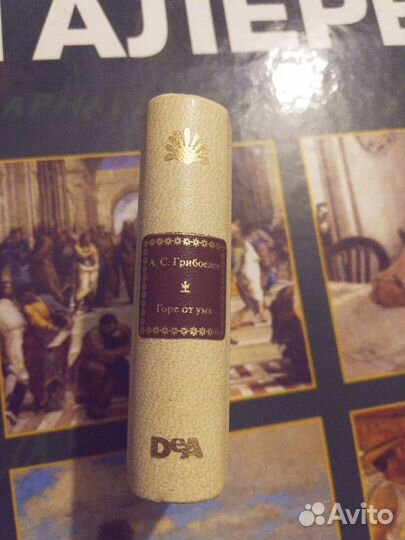 АЛЕРЕ
А. С. Грибоедов
Горе от ума
DeA
Avito